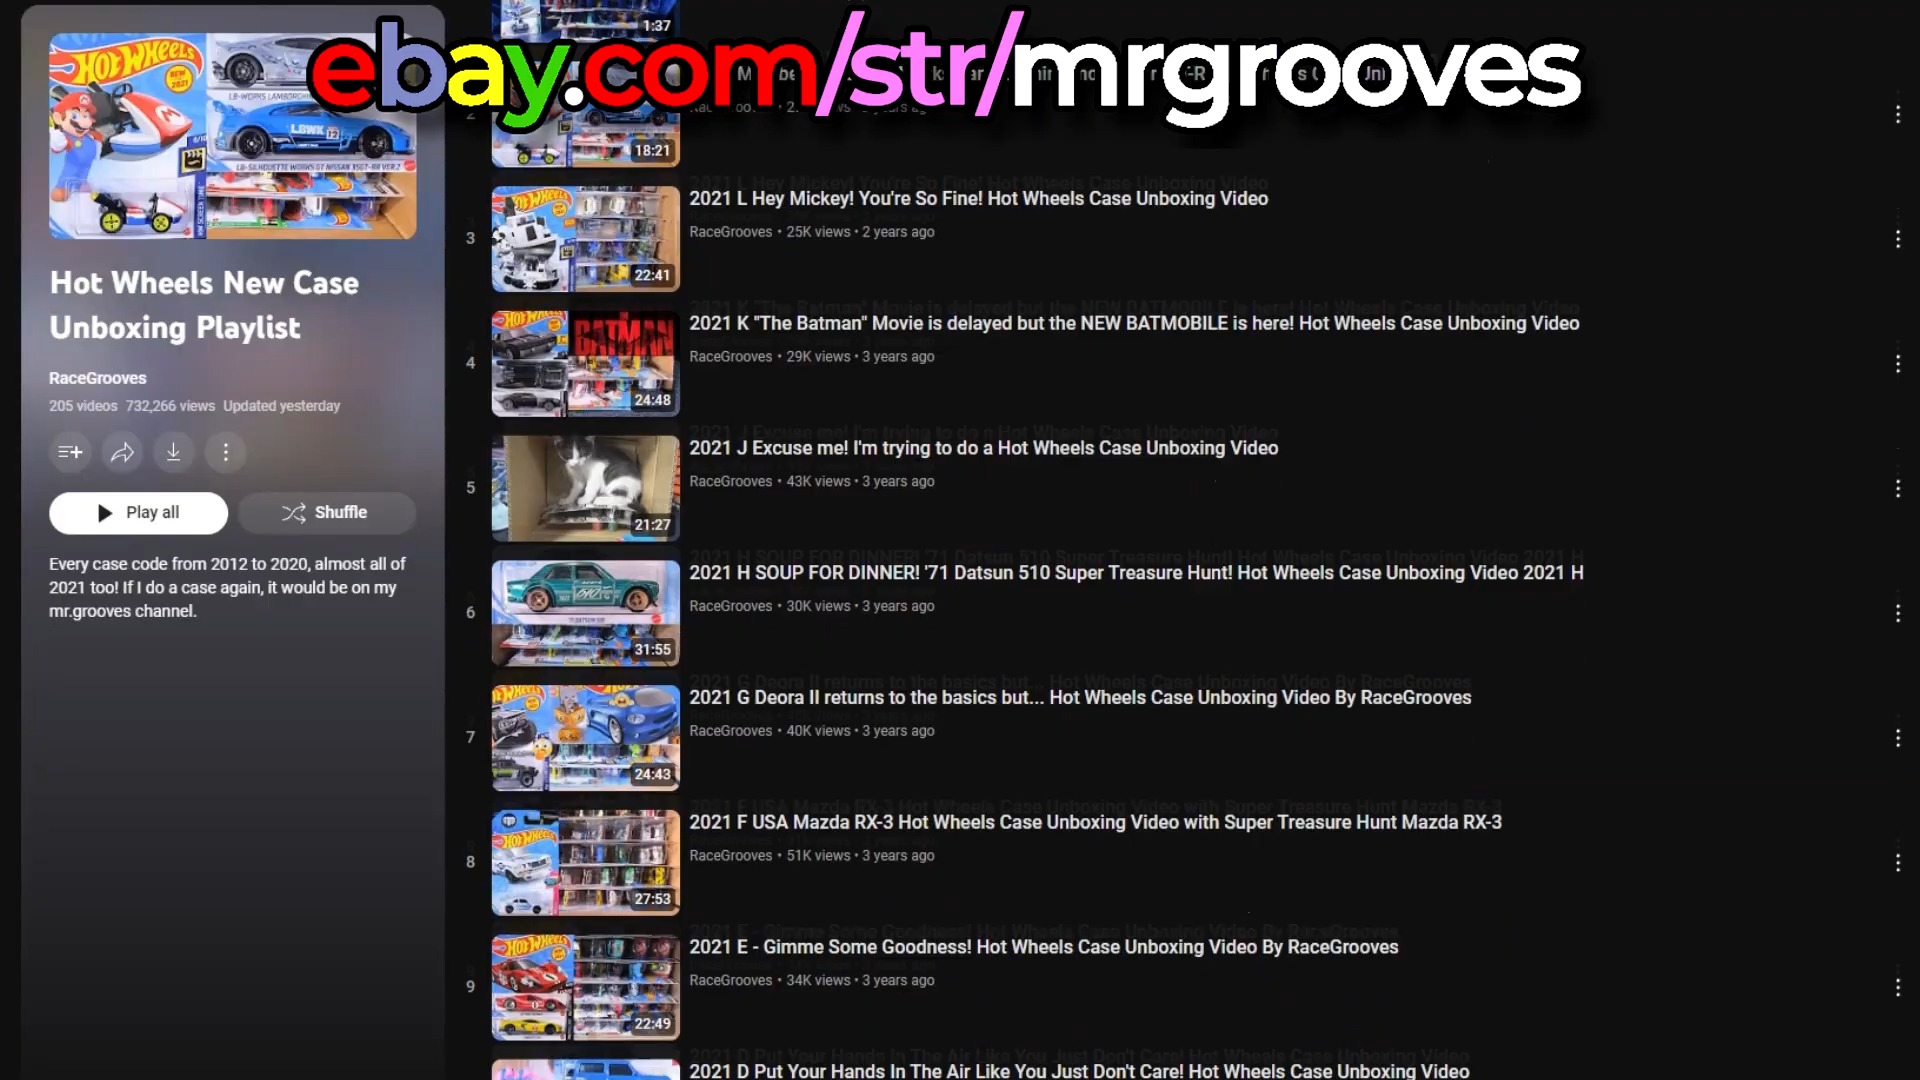 ebay.com/str/mrgrooves
Hot Wheels New Case
Unboxing Playlist
RaceGrooves
205 videos 732,266 views Updated yesterday
Play all
Shuffle
Every case code from 2012 to 2020, almost all of
2021 too! If I do a case again, it would be on my
mr.grooves channel.
1:37
18:21
3
22:41
2021 L Hey Mickey! You're So Fine! Hot Wheels Case Unboxing Video
RaceGrooves • 25K views • 2 years ago
4
BATMAN
24:48
2021 K "The Batman" Movie is delayed but the NEW BATMOBILE is here! Hot Wheels Case Unboxing Video
RaceGrooves • 29K views • 3 years ago
5
21:27
2021 J Excuse me! I'm trying to do a Hot Wheels Case Unboxing Video
RaceGrooves • 43K views • 3 years ago
6
31:55
2021 H SOUP FOR DINNER! '71 Datsun 510 Super Treasure Hunt! Hot Wheels Case Unboxing Video 2021 H
RaceGrooves • 30K views • 3 years ago
7
24:43
2021 G Deora II returns to the basics but... Hot Wheels Case Unboxing Video By RaceGrooves
RaceGrooves • 40K views • 3 years ago
8
27:53
2021 F USA Mazda RX-3 Hot Wheels Case Unboxing Video with Super Treasure Hunt Mazda RX-3
RaceGrooves • 51K views • 3 years ago
9
22:49
2021 E - Gimme Some Goodness! Hot Wheels Case Unboxing Video By RaceGrooves
RaceGrooves • 34K views • 3 years ago
2021 D Put Your Hands In The Air Like You Just Don't Care! Hot Wheels Case Unboxing Video